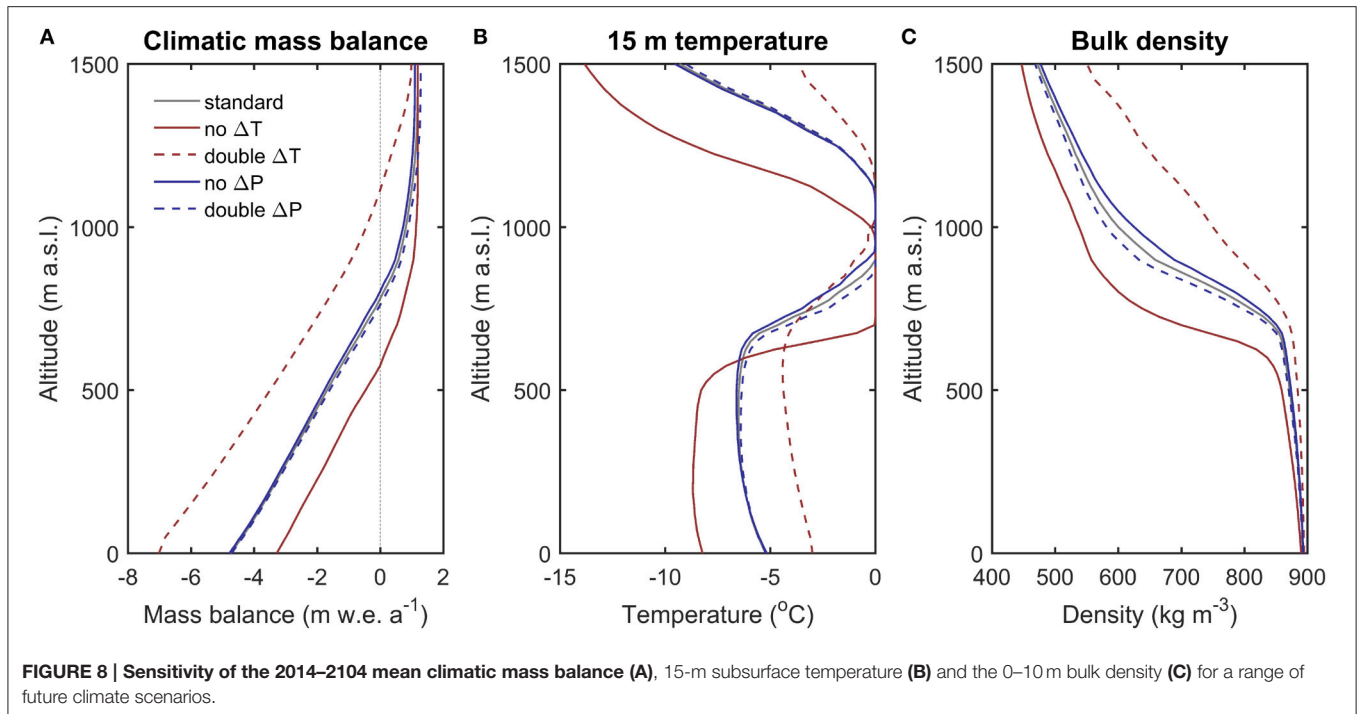 A Climatic mass balance
1500
1000
500
0
Altitude (m a.s.l.)
standard
no ΔT
double ΔT
no ΔP
double ΔP
-8 -6 -4 -2 0 2
Mass balance (m w.e. a⁻¹)
B 15 m temperature
1500
1000
500
0
Altitude (m a.s.l.)
-15 -10 -5 0
Temperature (°C)
C Bulk density
1500
1000
500
0
Altitude (m a.s.l.)
400 500 600 700 800 900
Density (kg m⁻³)
FIGURE 8 | Sensitivity of the 2014–2104 mean climatic mass balance (A), 15-m subsurface temperature (B) and the 0–10 m bulk density (C) for a range of
future climate scenarios.